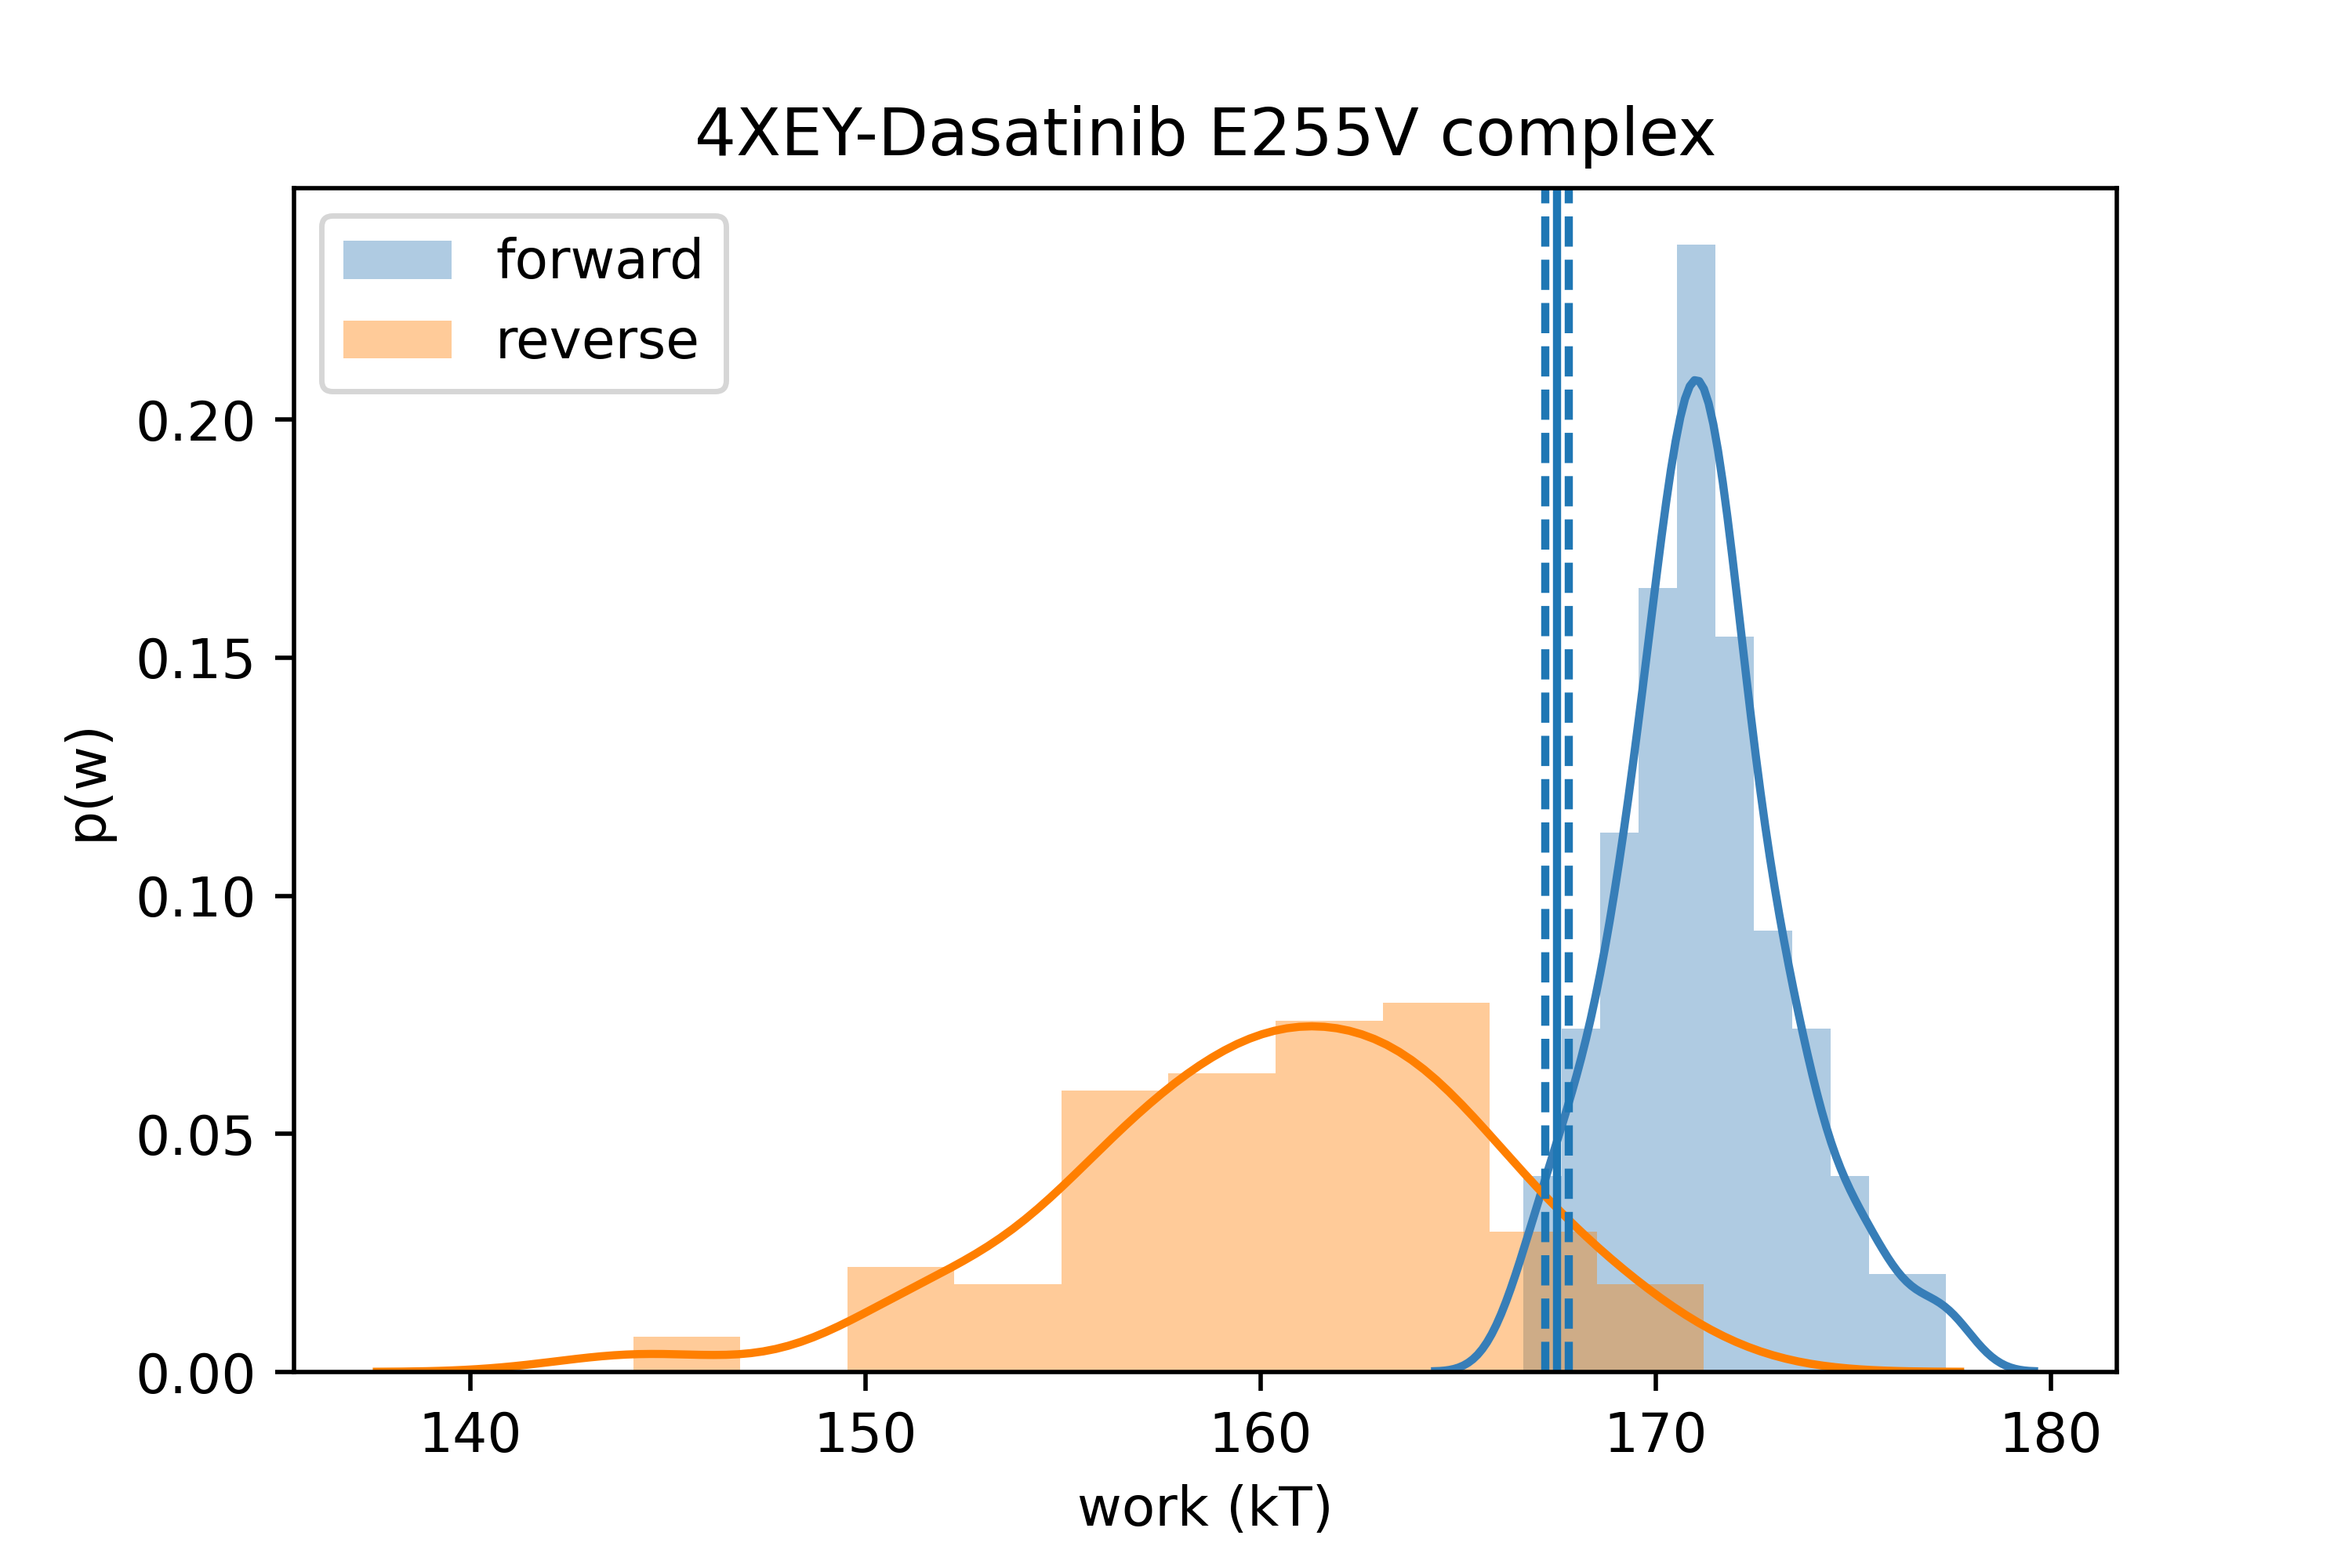 4XEY-Dasatinib E255V complex
forward
reverse
0.20
0.15
0.10
0.05
0.00
p(w)
140 150 160 170 180
work (kT)